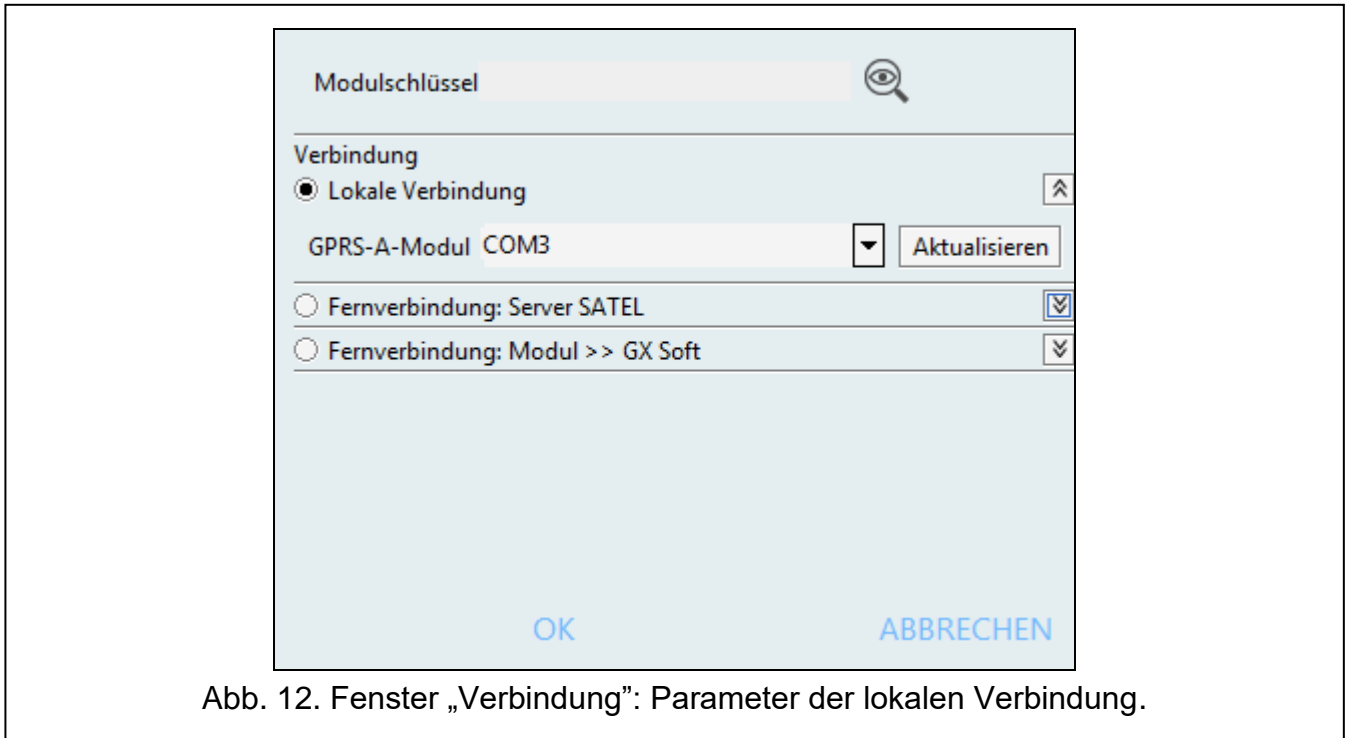 Modulschlüssel
Verbindung
Lokale Verbindung
GPRS-A-Modul COM3 Aktualisieren
Fernverbindung: Server SATEL
Fernverbindung: Modul >> GX Soft
OK ABBRECHEN
Abb. 12. Fenster „Verbindung”: Parameter der lokalen Verbindung.